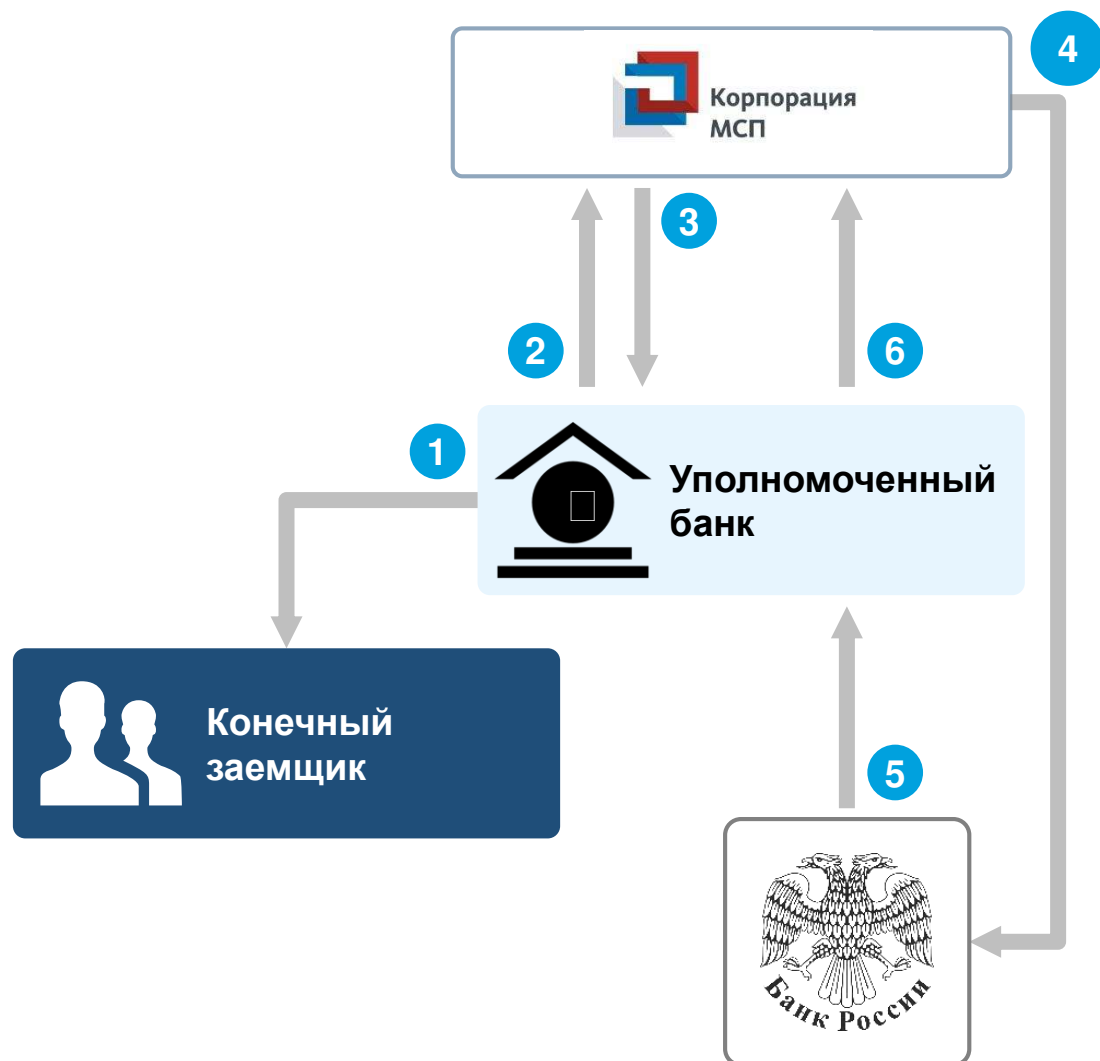 4
Корпорация
МСП
3
2
6
1
Уполномоченный
банк
Конечный
заемщик
5
Банк России